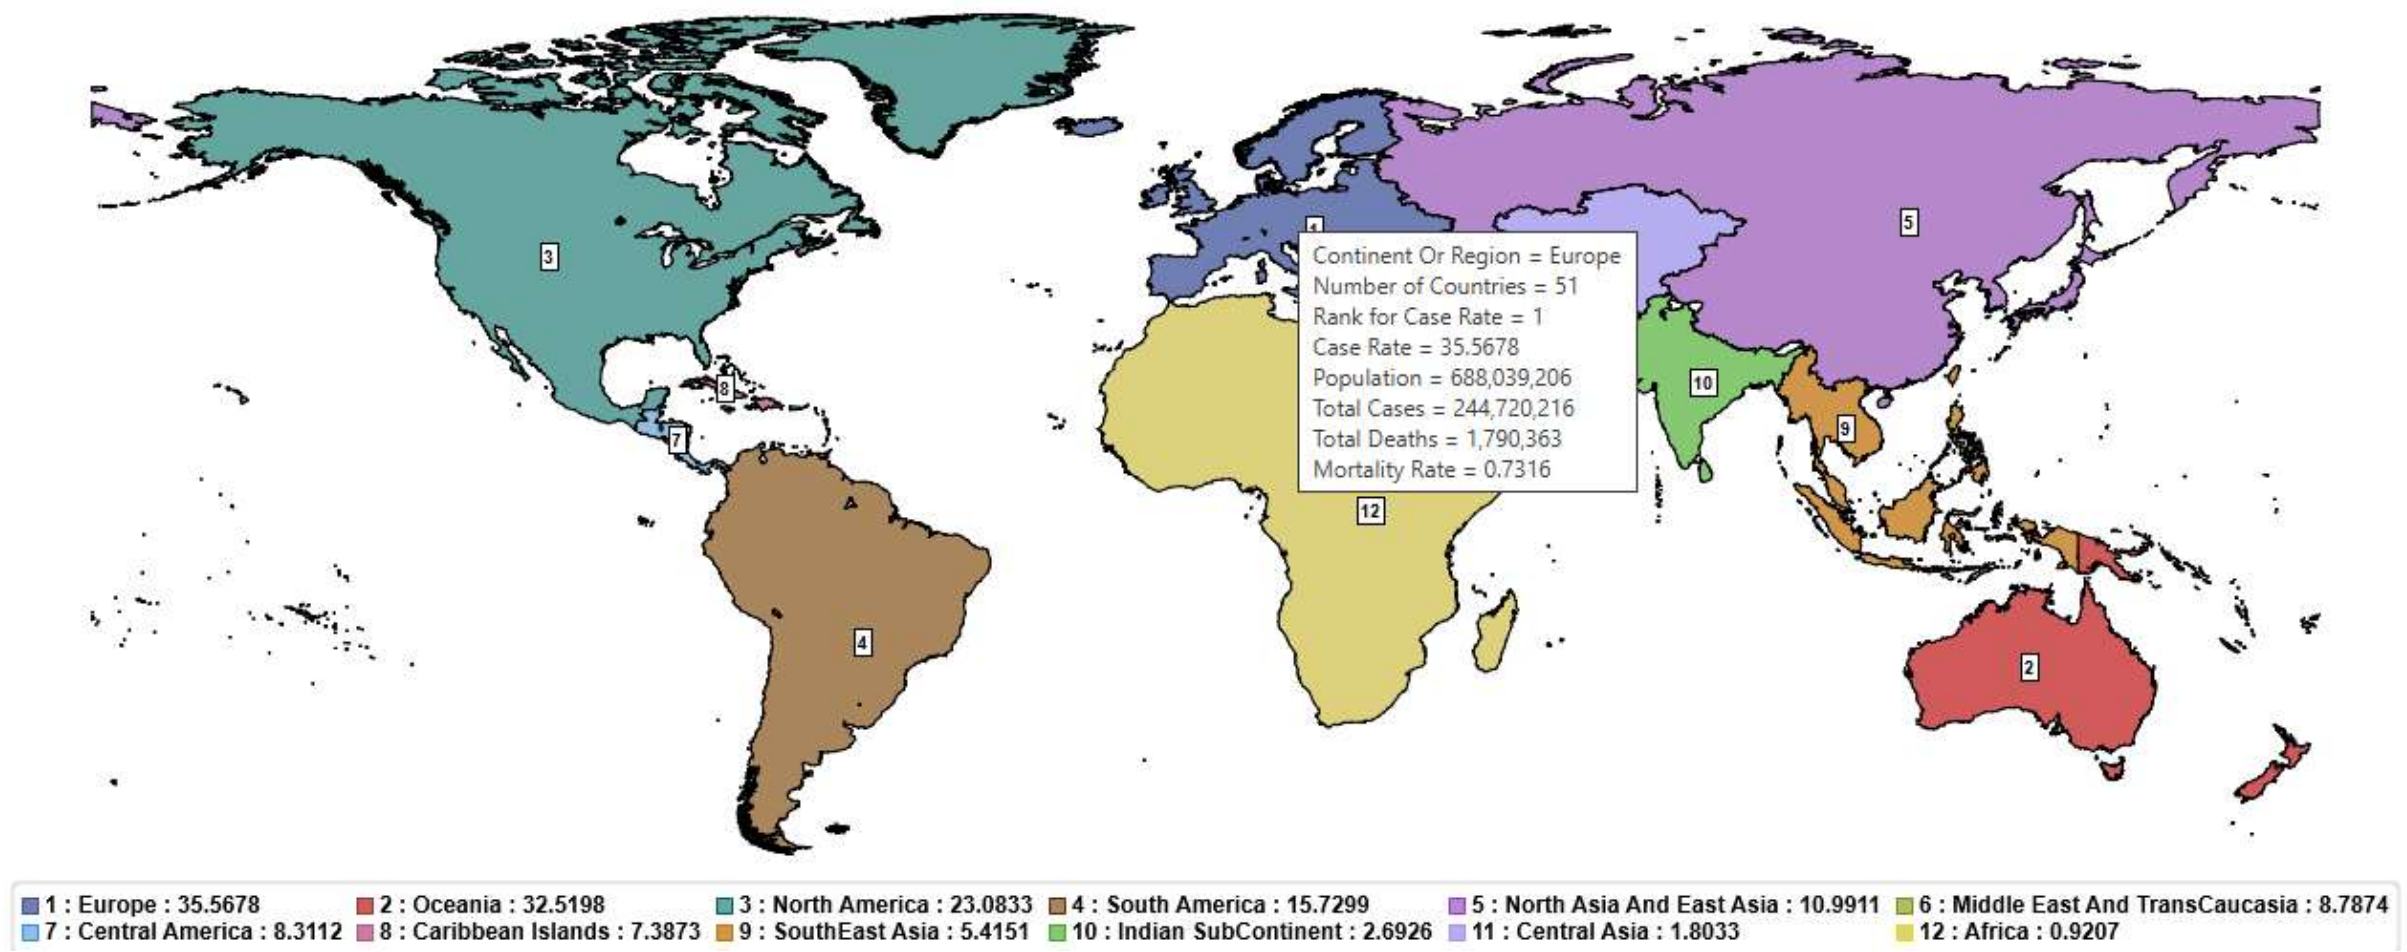 3
5
1
Continent Or Region = Europe
Number of Countries = 51
Rank for Case Rate = 1
Case Rate = 35.5678
Population = 688,039,206
Total Cases = 244,720,216
Total Deaths = 1,790,363
Mortality Rate = 0.7316
8
10
7
9
12
4
2
1 : Europe : 35.5678 2 : Oceania : 32.5198 3 : North America : 23.0833 4 : South America : 15.7299 5 : North Asia And East Asia : 10.9911 6 : Middle East And TransCaucasia : 8.7874
7 : Central America : 8.3112 8 : Caribbean Islands : 7.3873 9 : SouthEast Asia : 5.4151 10 : Indian SubContinent : 2.6926 11 : Central Asia : 1.8033 12 : Africa : 0.9207